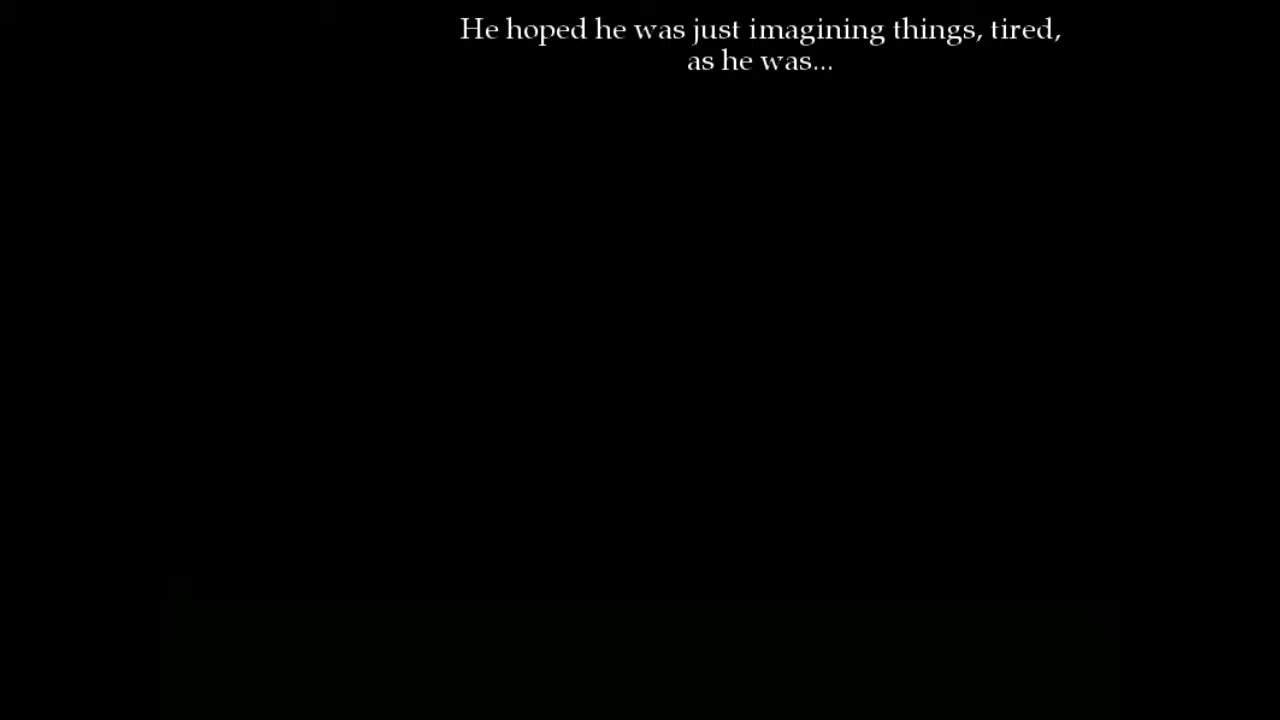 He hoped he was just imagining things, tired,
as he was...